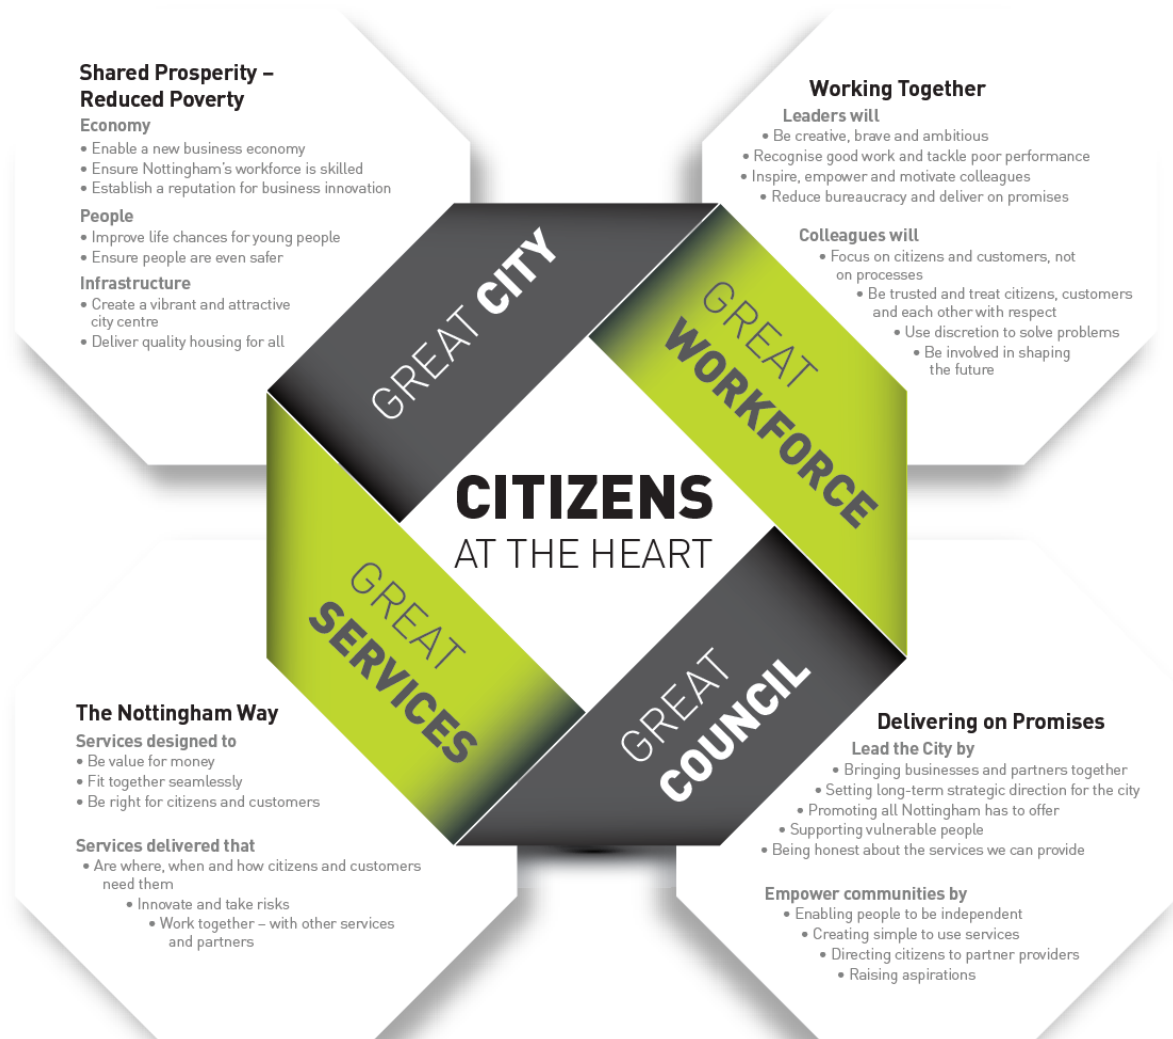 Shared Prosperity –
Reduced Poverty
Economy
• Enable a new business economy
• Ensure Nottingham's workforce is skilled
• Establish a reputation for business innovation
People
• Improve life chances for young people
• Ensure people are even safer
Infrastructure
• Create a vibrant and attractive
city centre
• Deliver quality housing for all
Working Together
Leaders will
• Be creative, brave and ambitious
• Recognise good work and tackle poor performance
• Inspire, empower and motivate colleagues
• Reduce bureaucracy and deliver on promises
Colleagues will
• Focus on citizens and customers, not
on processes
• Be trusted and treat citizens, customers
and each other with respect
• Use discretion to solve problems
• Be involved in shaping
the future
GREAT CITY
GREAT
WORKFORCE
CITIZENS
AT THE HEART
GREAT
SERVICES
GREAT
COUNCIL
The Nottingham Way
Services designed to
• Be value for money
• Fit together seamlessly
• Be right for citizens and customers
Services delivered that
• Are where, when and how citizens and customers
need them
• Innovate and take risks
• Work together – with other services
and partners
Delivering on Promises
Lead the City by
• Bringing businesses and partners together
• Setting long-term strategic direction for the city
• Promoting all Nottingham has to offer
• Supporting vulnerable people
• Being honest about the services we can provide
Empower communities by
• Enabling people to be independent
• Creating simple to use services
• Directing citizens to partner providers
• Raising aspirations